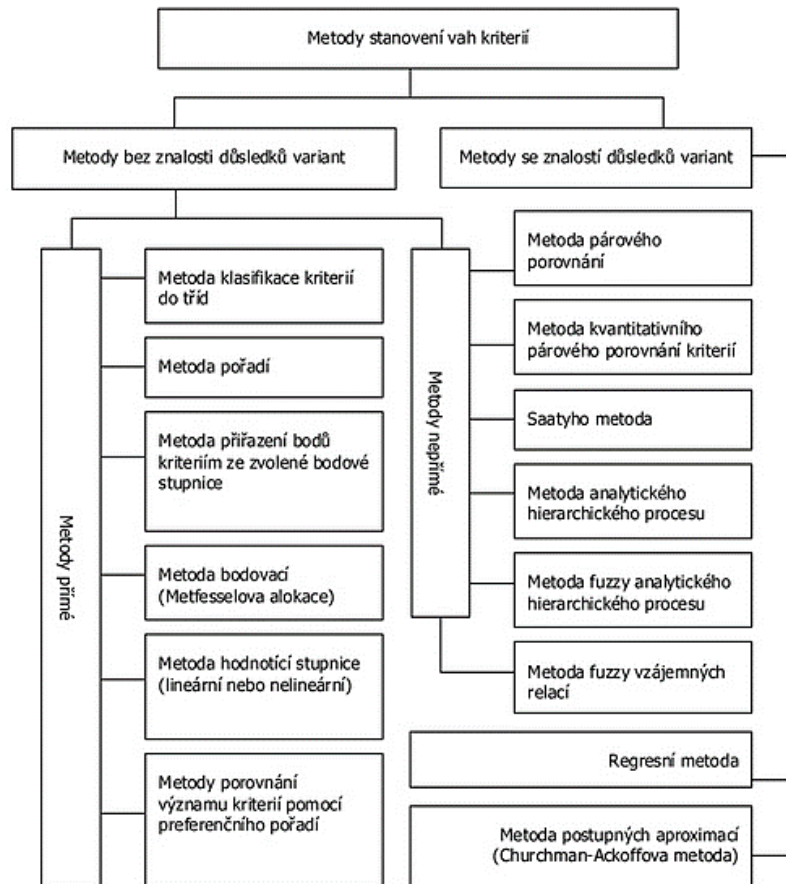 Metody stanovení vah kriterií
Metody bez znalosti důsledků variant
Metody se znalostí důsledků variant
Metody přímé
Metoda klasifikace kriterií
do tříd
Metoda pořadí
Metoda přiřazení bodů
kriteriím ze zvolené bodové
stupnice
Metoda bodovací
(Metfesselova alokace)
Metoda hodnotící stupnice
(lineární nebo nelineární)
Metody porovnání
významu kriterií pomocí
preferenčního pořadí
Metody nepřímé
Metoda párového
porovnání
Metoda kvantitativního
párového porovnání kriterií
Saatyho metoda
Metoda analytického
hierarchického procesu
Metoda fuzzy analytického
hierarchického procesu
Metoda fuzzy vzájemných
relací
Regresní metoda
Metoda postupných aproximací
(Churchman-Ackoffova metoda)